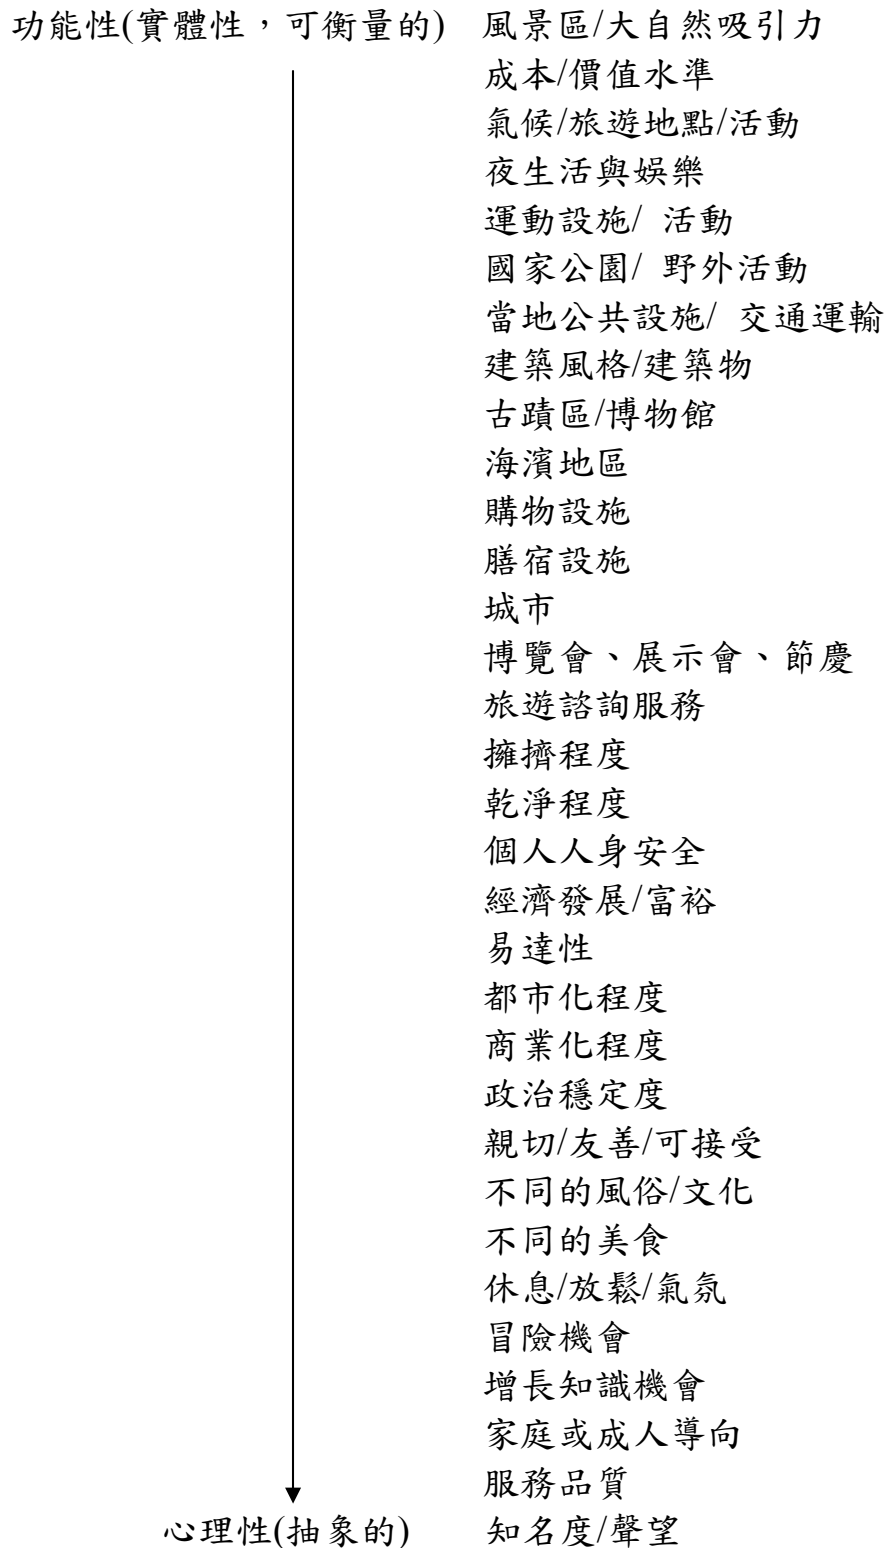 功能性(實體性，可衡量的) 風景區/大自然吸引力
成本/價值水準
氣候/旅遊地點/活動
夜生活與娛樂
運動設施/ 活動
國家公園/ 野外活動
當地公共設施/ 交通運輸
建築風格/建築物
古蹟區/博物館
海濱地區
購物設施
膳宿設施
城市
博覽會、展示會、節慶
旅遊諮詢服務
擁擠程度
乾淨程度
個人人身安全
經濟發展/富裕
易達性
都市化程度
商業化程度
政治穩定度
親切/友善/可接受
不同的風俗/文化
不同的美食
休息/放鬆/氣氛
冒險機會
增長知識機會
家庭或成人導向
服務品質
心理性(抽象的) 知名度/聲望